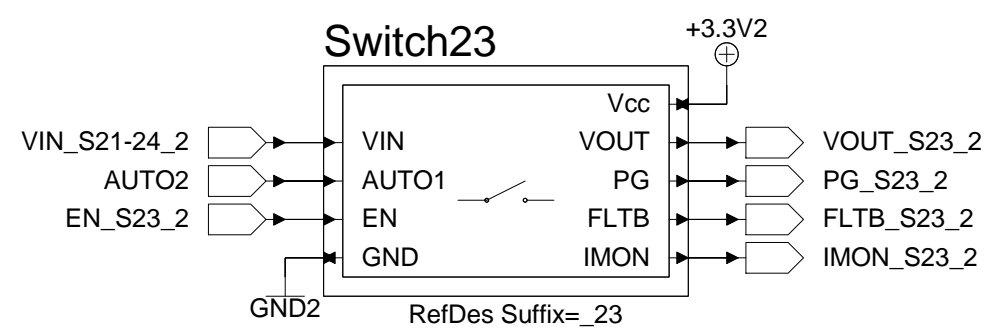 +3.3V2
Switch23
Vcc
VIN_S21-24_2 VIN VOUT VOUT_S23_2
AUTO2 AUTO1 PG PG_S23_2
EN_S23_2 EN FLTB FLTB_S23_2
GND IMON IMON_S23_2
GND2
RefDes Suffix=_23